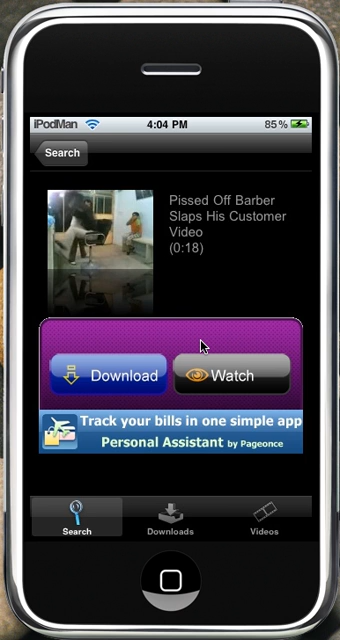 iPodMan 4:04 PM 85%
Search
Pissed Off Barber
Slaps His Customer
Video
(0:18)
Download Watch
Track your bills in one simple app
Personal Assistant by Pageonce
Search Downloads Videos